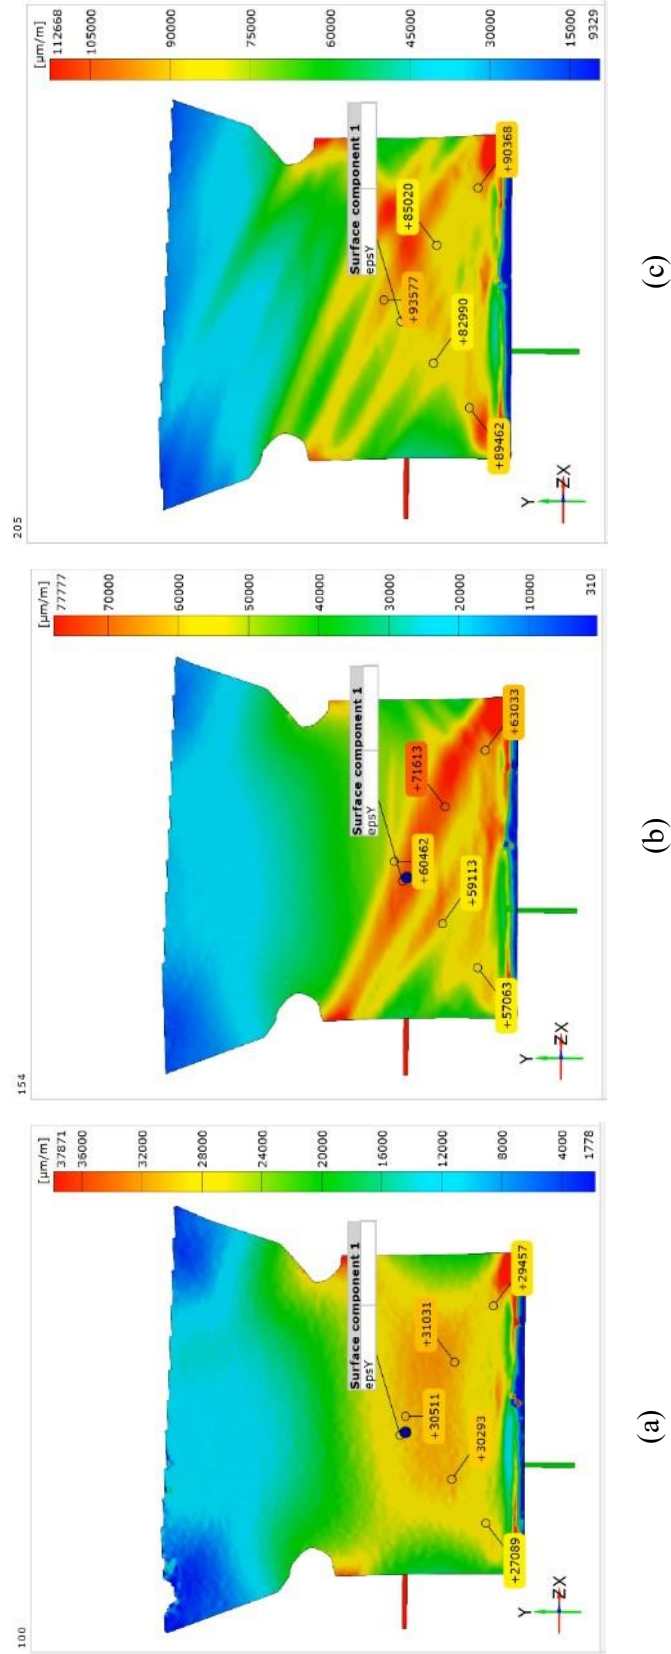 100
[µm/m]
37871
36000
32000
28000
24000
20000
16000
12000
8000
4000
1778
Surface component 1
epsY
+27089
+30293
+30511
+31031
+29457
Y
ZX
(a)
154
[µm/m]
77777
70000
60000
50000
40000
30000
20000
10000
310
Surface component 1
epsY
+57063
+59113
+60462
+71613
+63033
Y
ZX
(b)
205
[µm/m]
112668
105000
90000
75000
60000
45000
30000
15000
9329
Surface component 1
epsY
+89462
+82990
+93577
+85020
+90368
Y
ZX
(c)